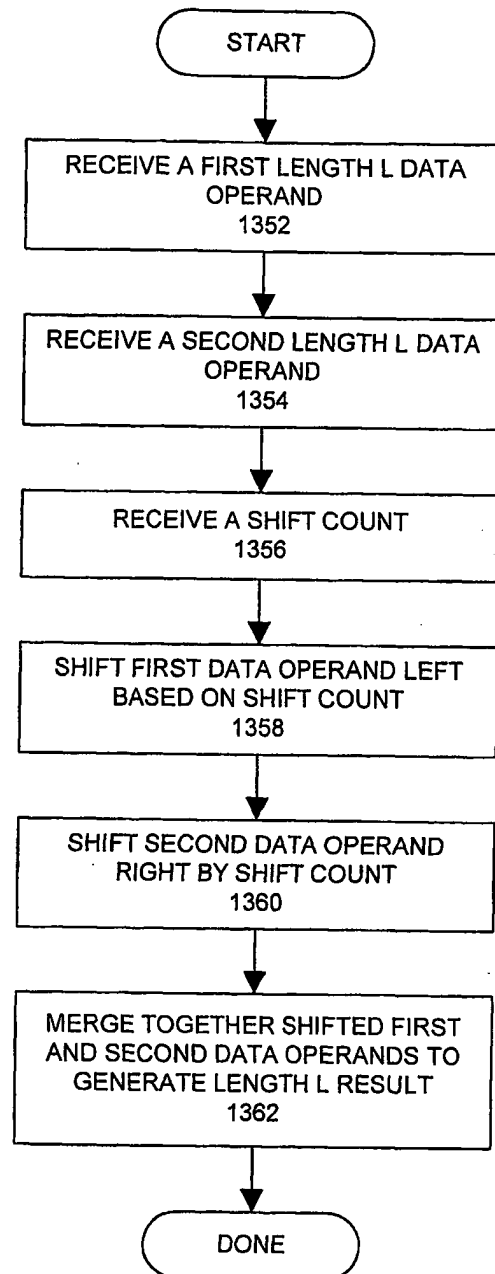 START
RECEIVE A FIRST LENGTH L DATA
OPERAND
1352
RECEIVE A SECOND LENGTH L DATA
OPERAND
1354
RECEIVE A SHIFT COUNT
1356
SHIFT FIRST DATA OPERAND LEFT
BASED ON SHIFT COUNT
1358
SHIFT SECOND DATA OPERAND
RIGHT BY SHIFT COUNT
1360
MERGE TOGETHER SHIFTED FIRST
AND SECOND DATA OPERANDS TO
GENERATE LENGTH L RESULT
1362
DONE